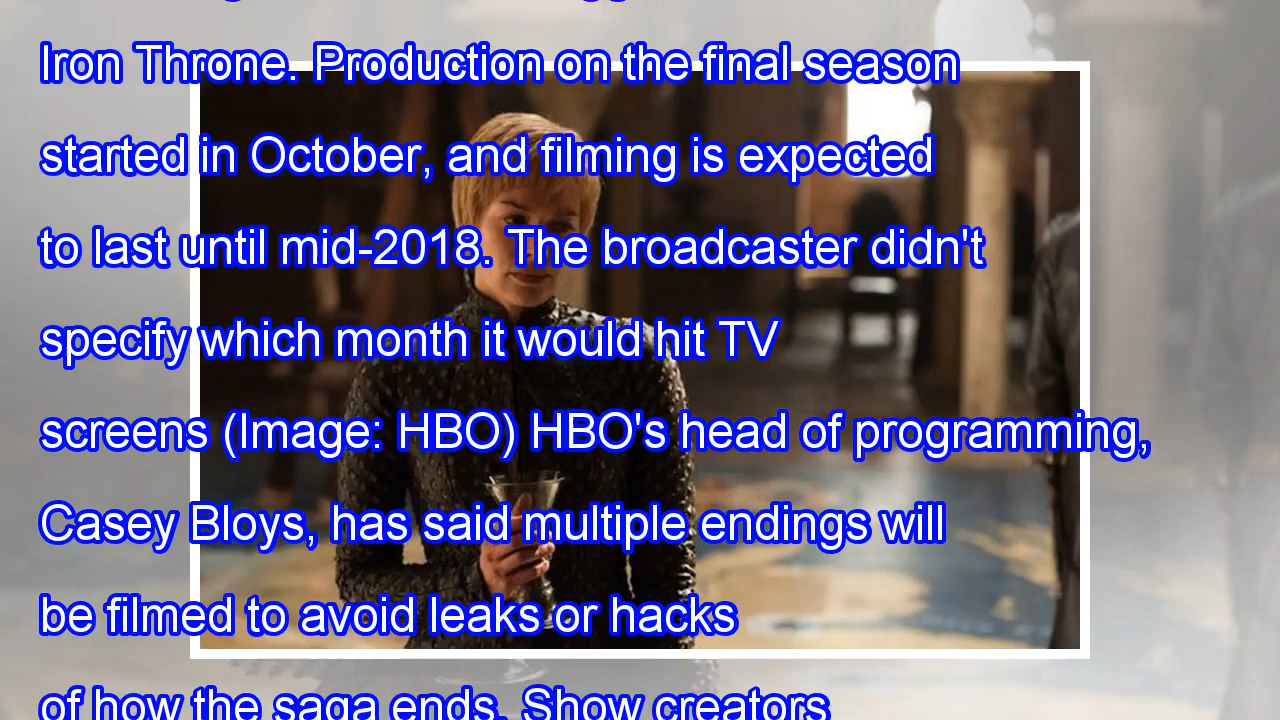 Iron Throne. Production on the final season
started in October, and filming is expected
to last until mid-2018. The broadcaster didn't
specify which month it would hit TV
screens (Image: HBO) HBO's head of programming,
Casey Bloys, has said multiple endings will
be filmed to avoid leaks or hacks
of how the saga ends. Show creators